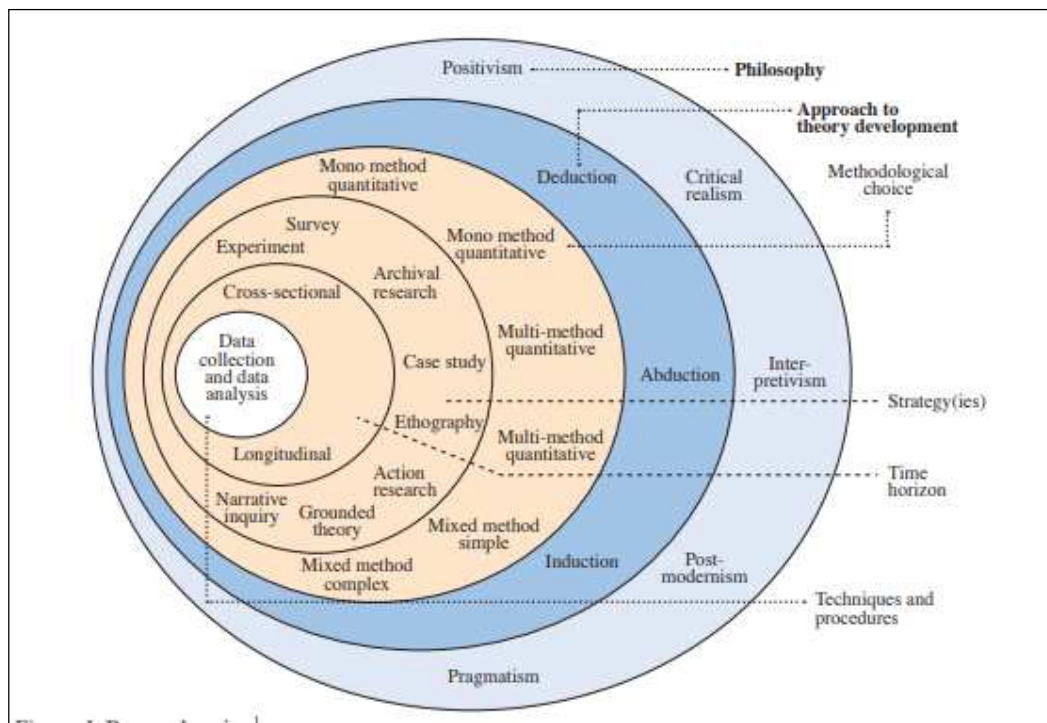 Positivism
Philosophy
Approach to
theory development
Mono method
quantitative
Deduction
Critical
realism
Methodological
choice
Survey
Experiment
Mono method
quantitative
Archival
research
Cross-sectional
Data
collection
and data
analysis
Case study
Multi-method
quantitative
Abduction
Inter-
pretivism
Strategy(ies)
Ethography
Multi-method
quantitative
Longitudinal
Time
horizon
Action
research
Narrative
inquiry
Grounded
theory
Mixed method
simple
Mixed method
complex
Induction
Post-
modernism
Techniques and
procedures
Pragmatism